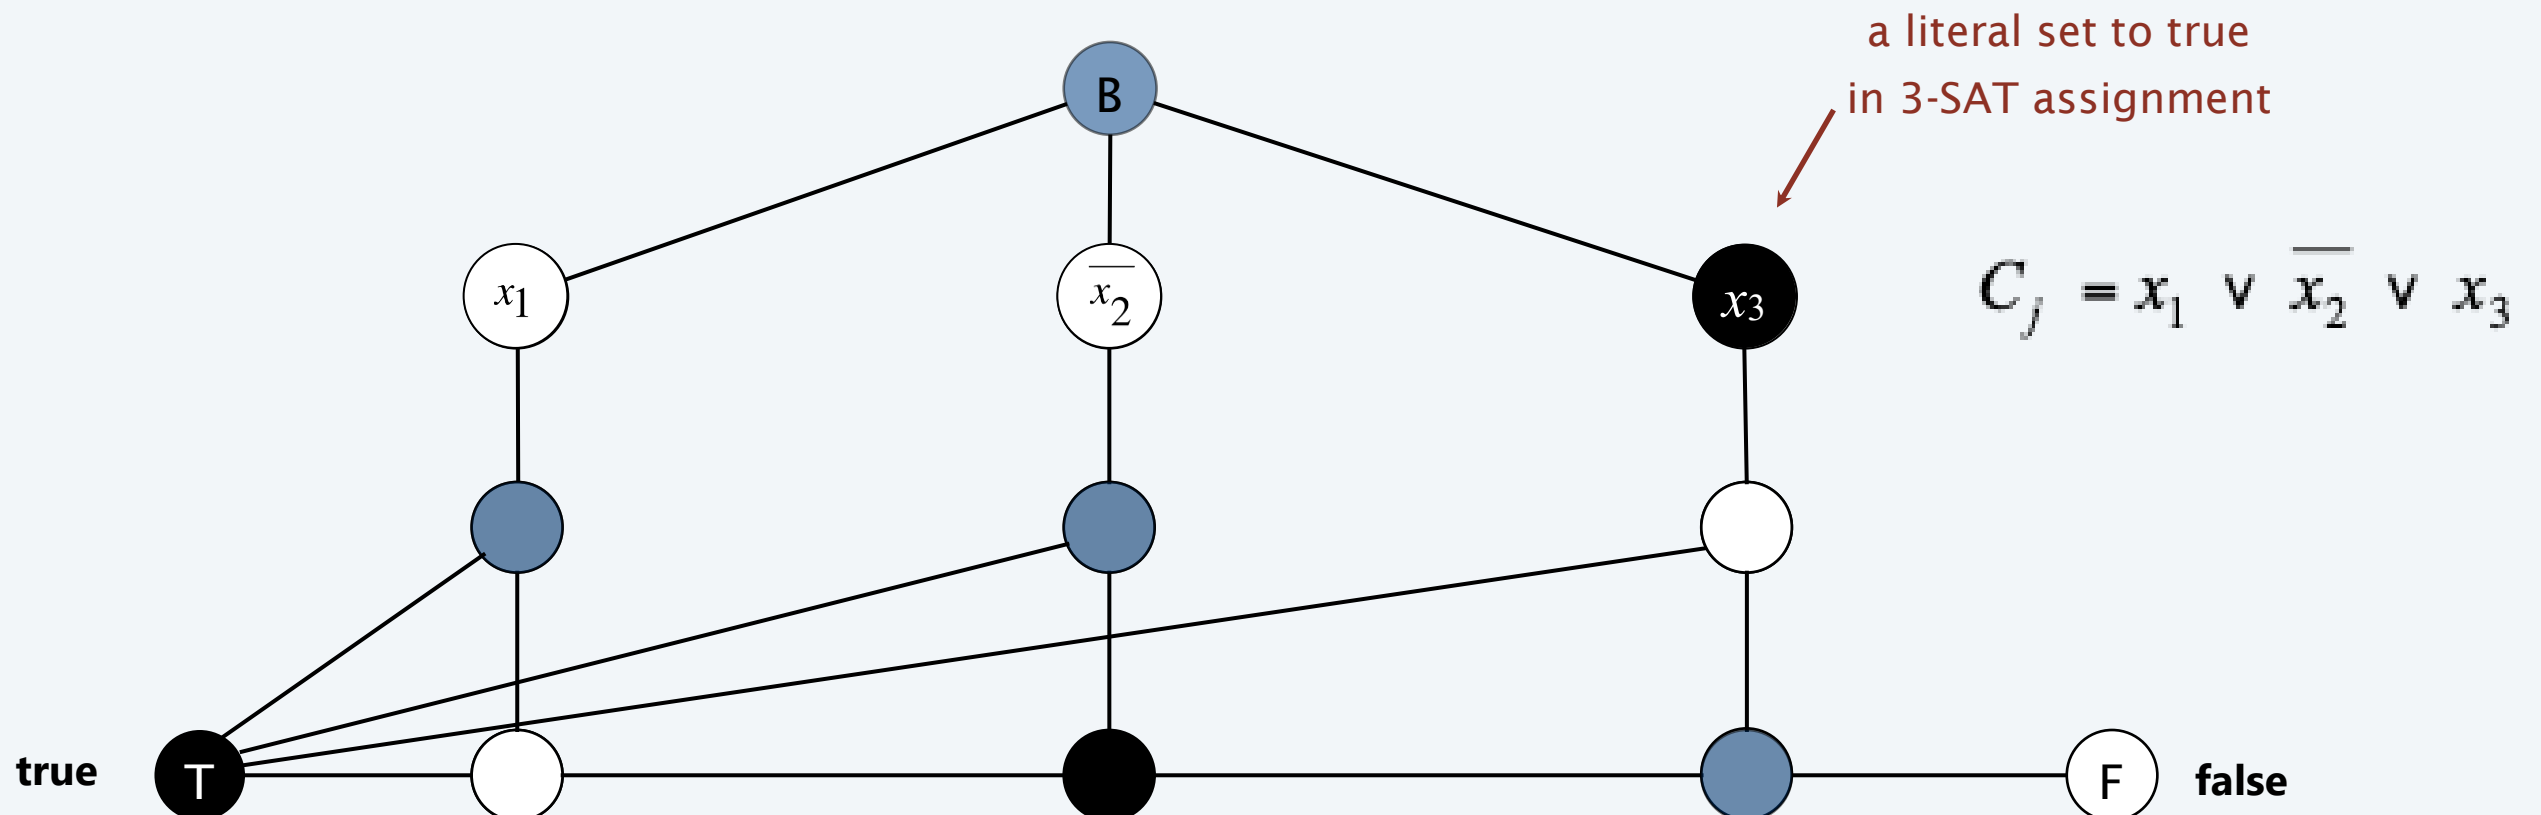 a literal set to true
in 3-SAT assignment
B
x₁
x̅₂
x₃
Cⱼ = x₁ ∨ x̅₂ ∨ x₃
true
T
F
false